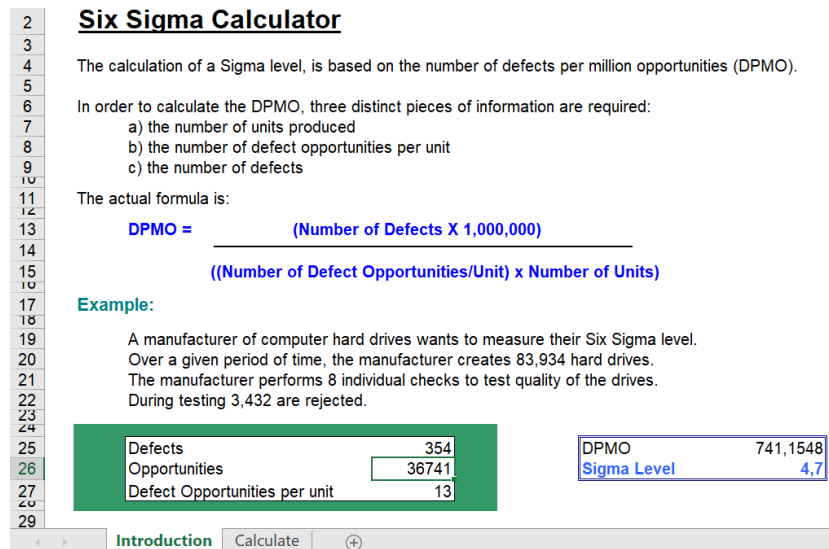 2 Six Sigma Calculator
3
4 The calculation of a Sigma level, is based on the number of defects per million opportunities (DPMO).
5
6 In order to calculate the DPMO, three distinct pieces of information are required:
7 a) the number of units produced
8 b) the number of defect opportunities per unit
9 c) the number of defects
10
11 The actual formula is:
12
13 DPMO = (Number of Defects X 1,000,000)
14
15 ((Number of Defect Opportunities/Unit) x Number of Units)
16
17 Example:
18
19 A manufacturer of computer hard drives wants to measure their Six Sigma level.
20 Over a given period of time, the manufacturer creates 83,934 hard drives.
21 The manufacturer performs 8 individual checks to test quality of the drives.
22 During testing 3,432 are rejected.
23
24
25 Defects 354 DPMO 741,1548
26 Opportunities 36741 Sigma Level 4,7
27 Defect Opportunities per unit 13
28
29
Introduction Calculate